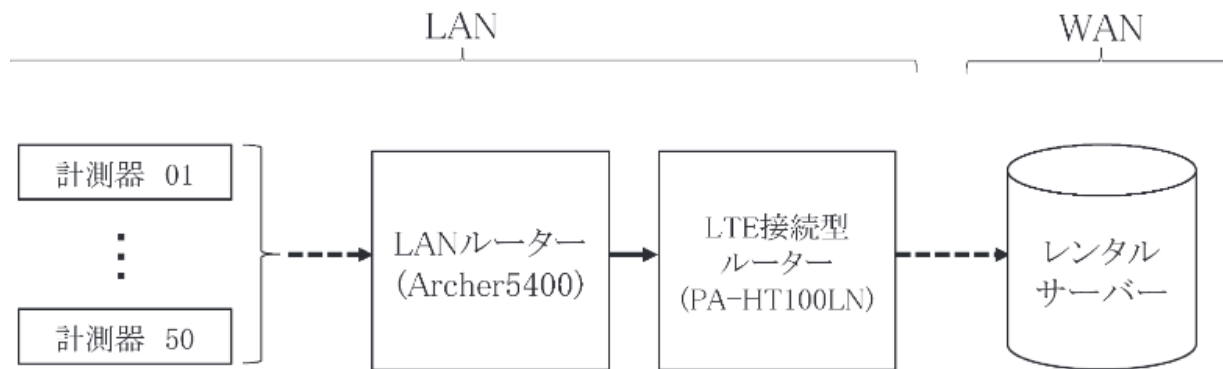 LAN
WAN
計測器 01
計測器 50
LANルーター
(Archer5400)
LTE接続型
ルーター
(PA-HT100LN)
レンタル
サーバー